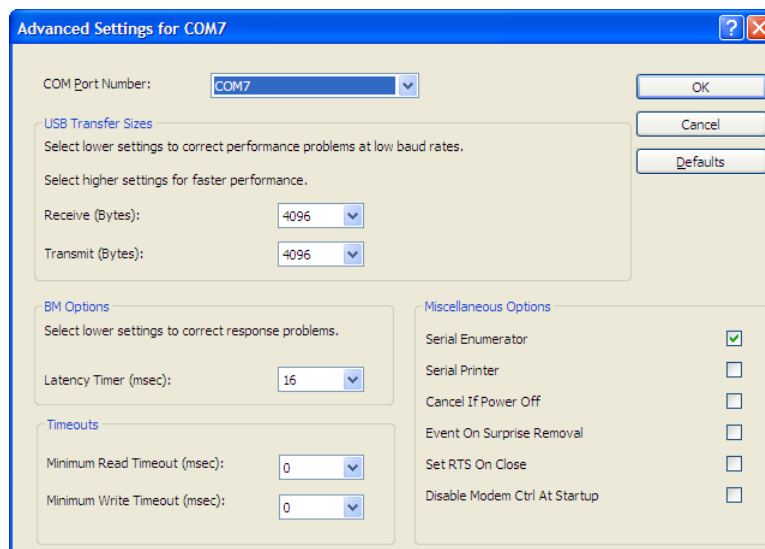 Advanced Settings for COM7
COM Port Number:
COM7
OK
Cancel
Defaults
USB Transfer Sizes
Select lower settings to correct performance problems at low baud rates.
Select higher settings for faster performance.
Receive (Bytes):
4096
Transmit (Bytes):
4096
BM Options
Select lower settings to correct response problems.
Latency Timer (msec):
16
Timeouts
Minimum Read Timeout (msec):
0
Minimum Write Timeout (msec):
0
Miscellaneous Options
Serial Enumerator
Serial Printer
Cancel If Power Off
Event On Surprise Removal
Set RTS On Close
Disable Modem Ctrl At Startup